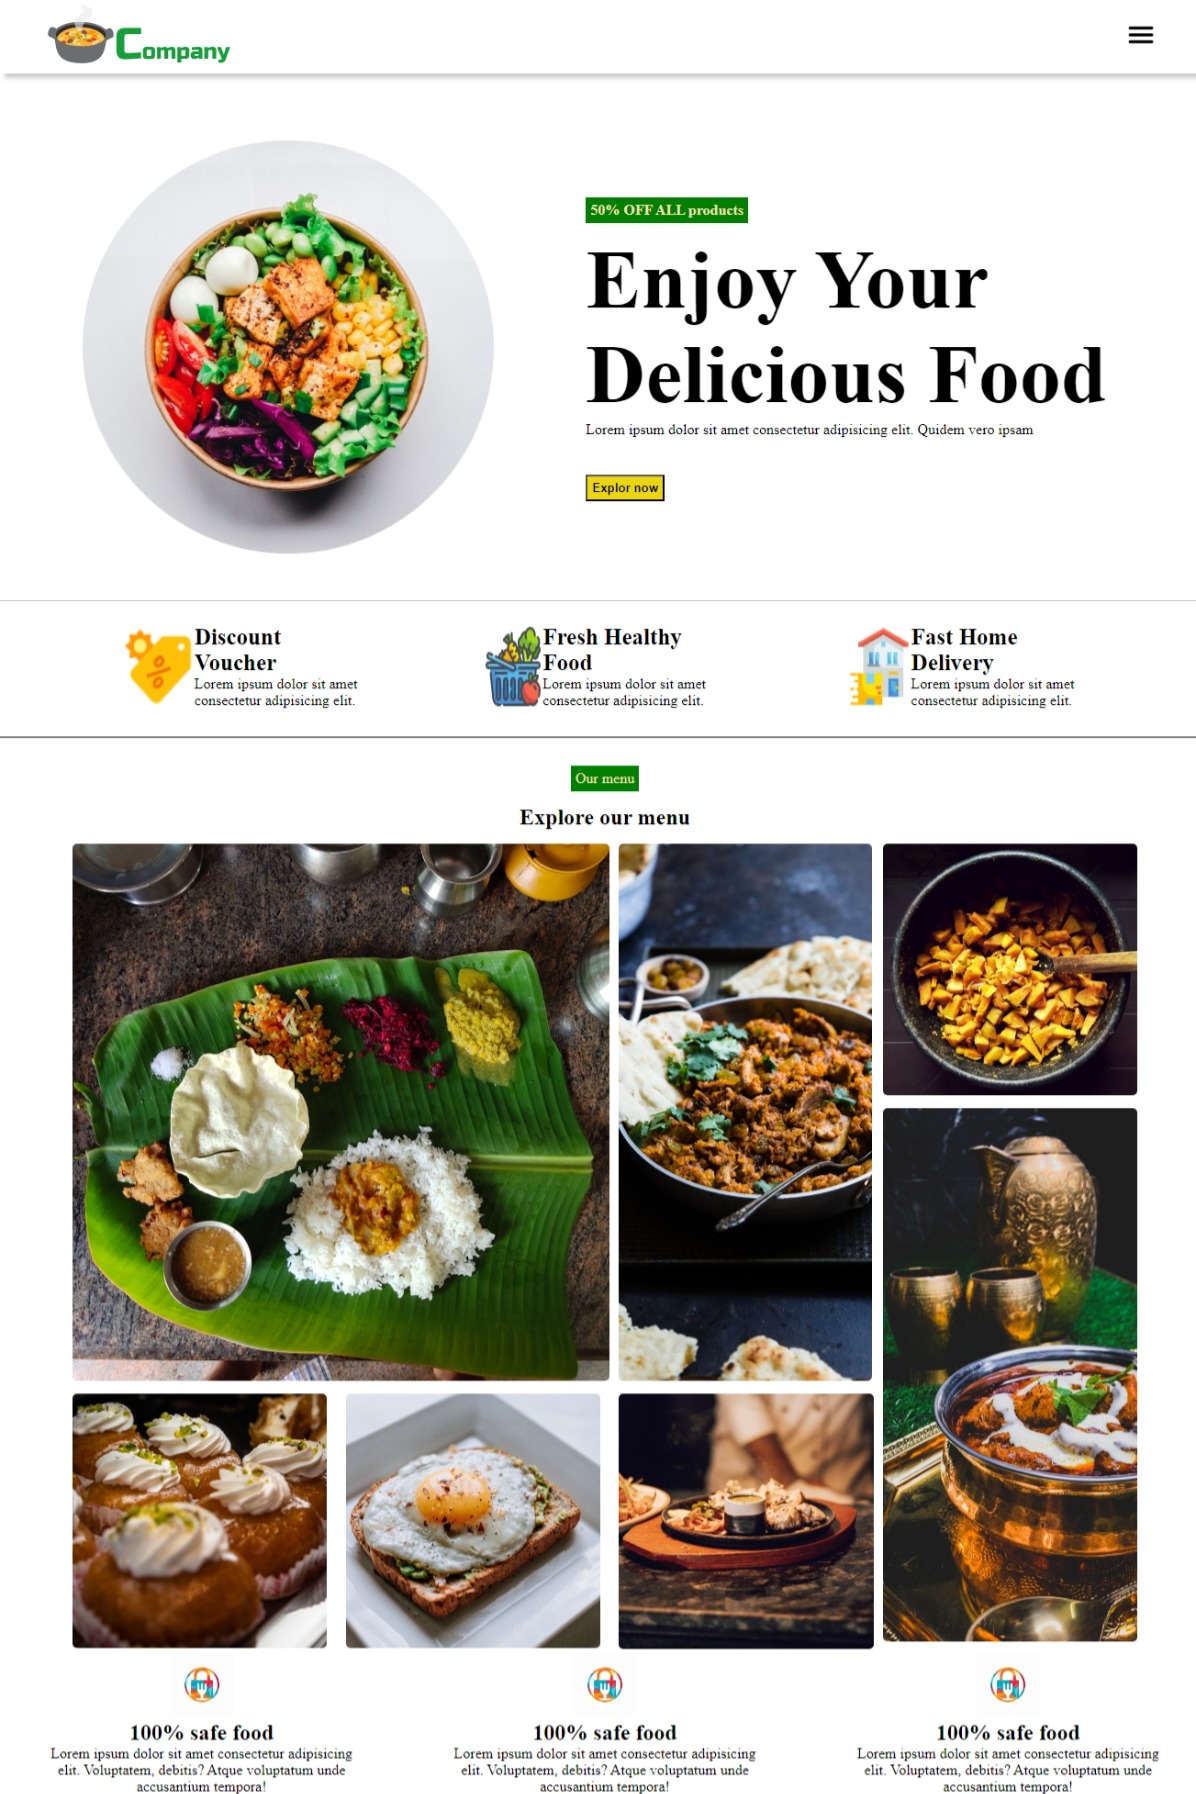 Company
50% OFF ALL products
Enjoy Your
Delicious Food
Lorem ipsum dolor sit amet consectetur adipisicing elit. Quidem vero ipsam
Explor now
Discount
Voucher
Lorem ipsum dolor sit amet
consectetur adipisicing elit.
Fresh Healthy
Food
Lorem ipsum dolor sit amet
consectetur adipisicing elit.
Fast Home
Delivery
Lorem ipsum dolor sit amet
consectetur adipisicing elit.
Our menu
Explore our menu
100% safe food
Lorem ipsum dolor sit amet consectetur adipisicing
elit. Voluptatem, debitis? Atque voluptatum unde
accusantium tempora!
100% safe food
Lorem ipsum dolor sit amet consectetur adipisicing
elit. Voluptatem, debitis? Atque voluptatum unde
accusantium tempora!
100% safe food
Lorem ipsum dolor sit amet consectetur adipisicing
elit. Voluptatem, debitis? Atque voluptatum unde
accusantium tempora!